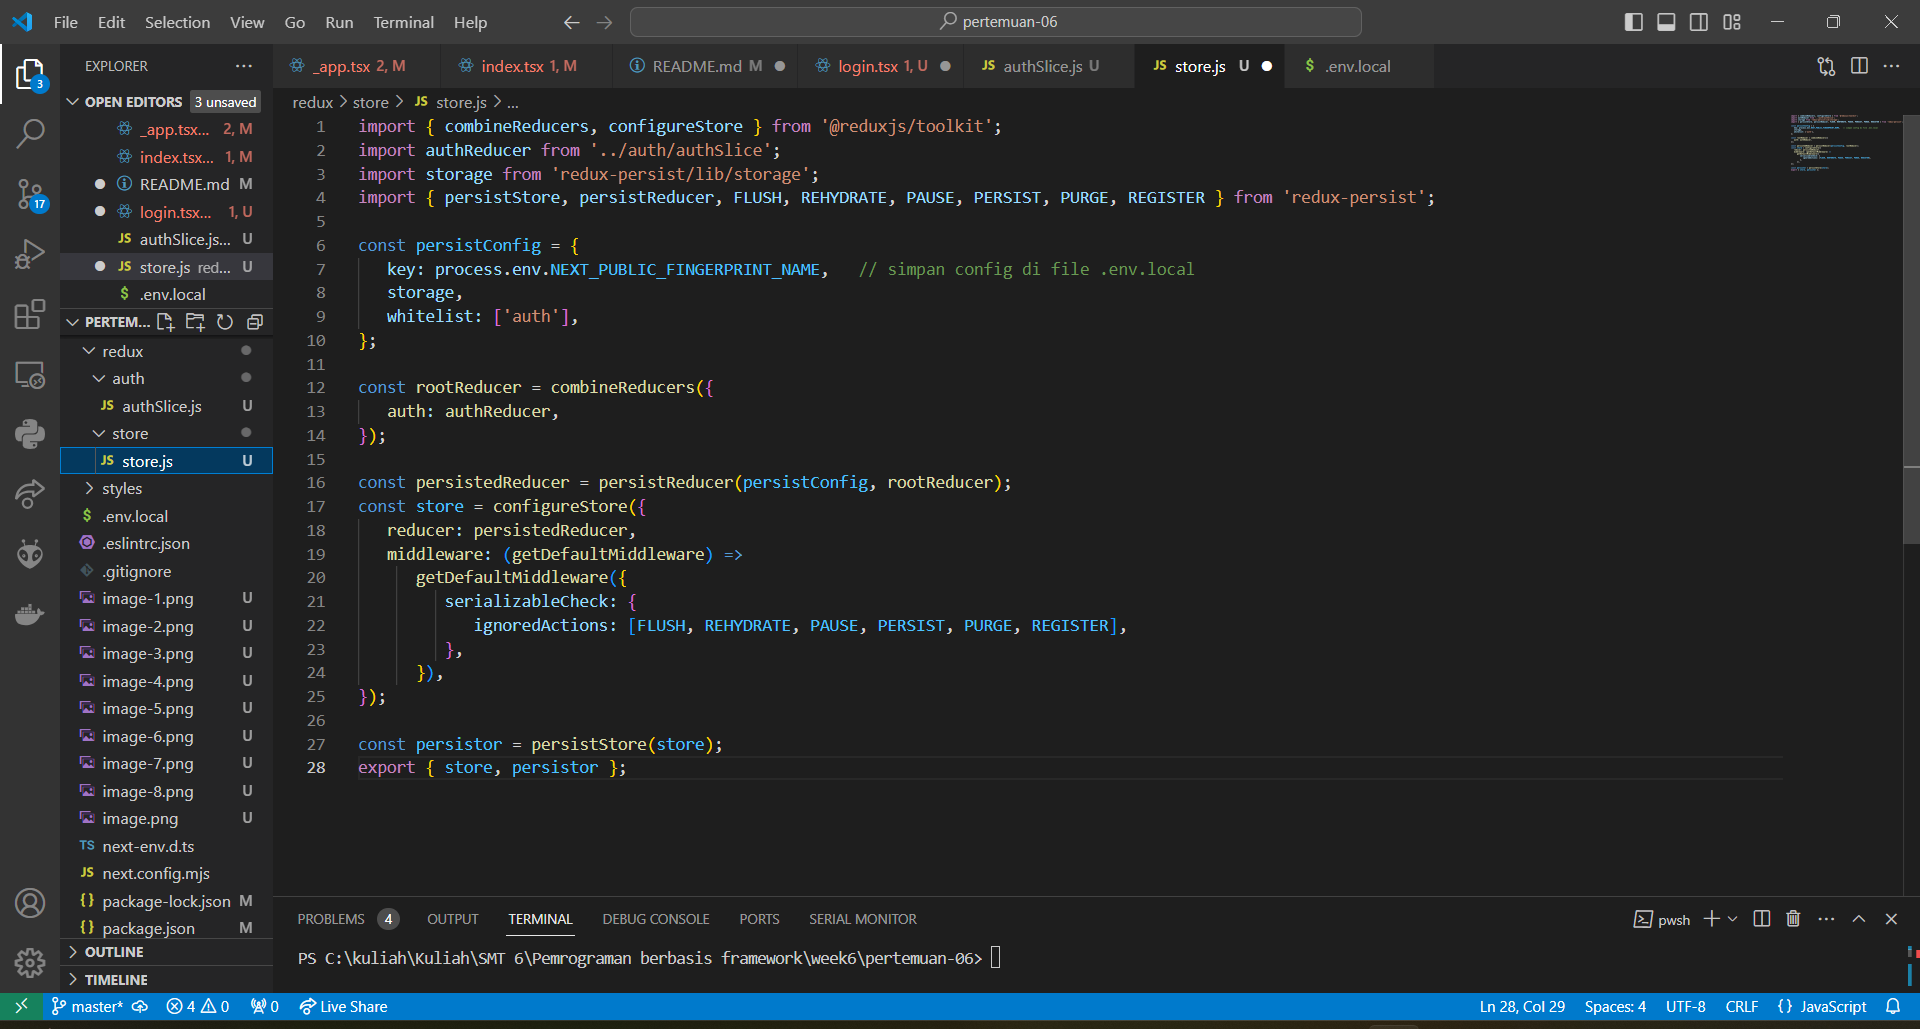 File Edit Selection View Go Run Terminal Help
pertemuan-06
EXPLORER
OPEN EDITORS 3 unsaved
_app.tsx... 2, M
index.tsx... 1, M
README.md M
login.tsx... 1, U
authSlice.js... U
store.js red... U
$ .env.local
PERTEM...
redux
auth
JS authSlice.js U
store
JS store.js U
styles
$ .env.local
.eslintrc.json
.gitignore
image-1.png U
image-2.png U
image-3.png U
image-4.png U
image-5.png U
image-6.png U
image-7.png U
image-8.png U
image.png U
TS next-env.d.ts
JS next.config.mjs
{} package-lock.json M
{} package.json M
OUTLINE
TIMELINE
3
17
_app.tsx 2, M index.tsx 1, M README.md M login.tsx 1, U JS authSlice.js U JS store.js U $ .env.local
redux > store > JS store.js > ...
1 import { combineReducers, configureStore } from '@reduxjs/toolkit';
2 import authReducer from '../auth/authSlice';
3 import storage from 'redux-persist/lib/storage';
4 import { persistStore, persistReducer, FLUSH, REHYDRATE, PAUSE, PERSIST, PURGE, REGISTER } from 'redux-persist';
5
6 const persistConfig = {
7 key: process.env.NEXT_PUBLIC_FINGERPRINT_NAME, // simpan config di file .env.local
8 storage,
9 whitelist: ['auth'],
10 };
11
12 const rootReducer = combineReducers({
13 auth: authReducer,
14 });
15
16 const persistedReducer = persistReducer(persistConfig, rootReducer);
17 const store = configureStore({
18 reducer: persistedReducer,
19 middleware: (getDefaultMiddleware) =>
20 getDefaultMiddleware({
21 serializableCheck: {
22 ignoredActions: [FLUSH, REHYDRATE, PAUSE, PERSIST, PURGE, REGISTER],
23 },
24 }),
25 });
26
27 const persistor = persistStore(store);
28 export { store, persistor };
PROBLEMS 4 OUTPUT TERMINAL DEBUG CONSOLE PORTS SERIAL MONITOR
pwsh
PS C:\kuliah\Kuliah\SMT 6\Pemrograman berbasis framework\week6\pertemuan-06>
master* 4 0 0 Live Share
Ln 28, Col 29 Spaces: 4 UTF-8 CRLF {} JavaScript